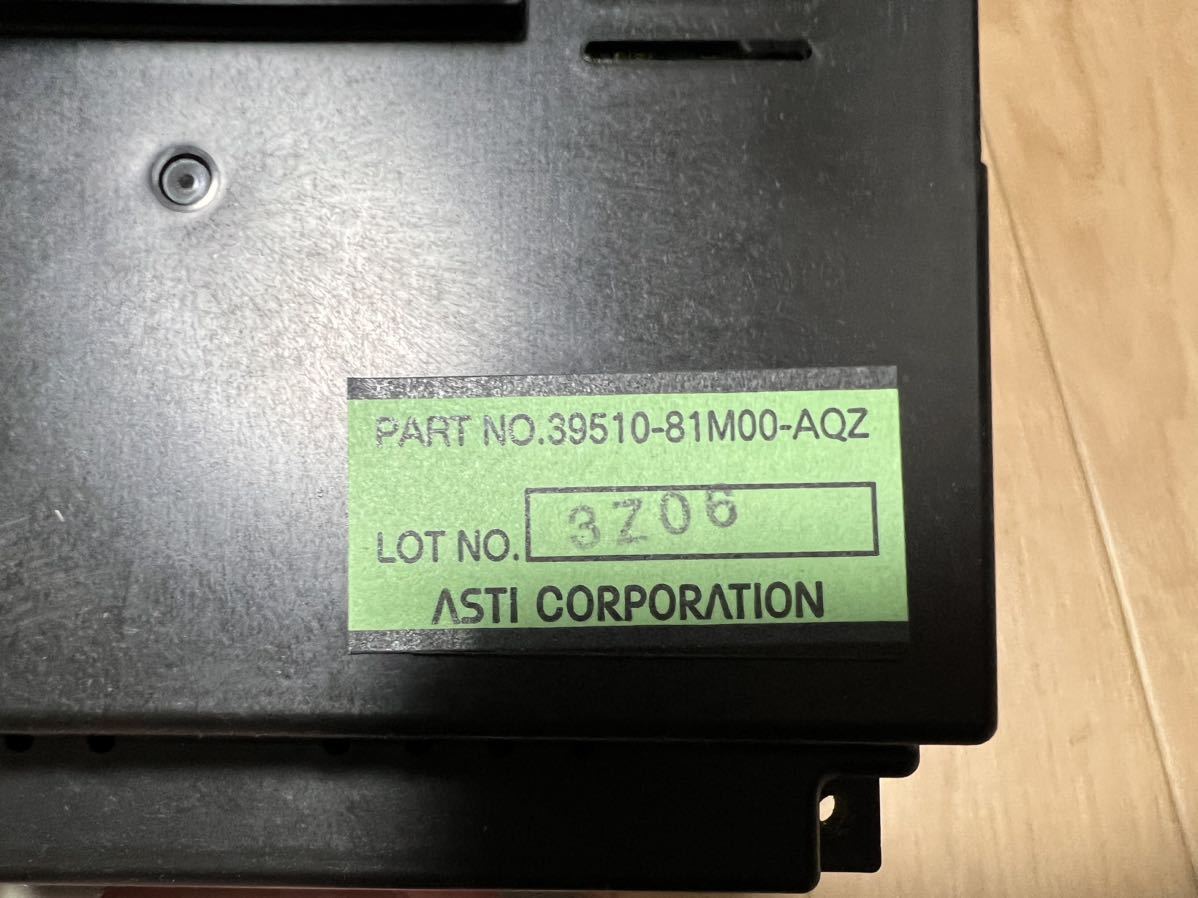 PART NO.39510-81M00-AQZ
LOT NO. 3Z06
ASTI CORPORATION